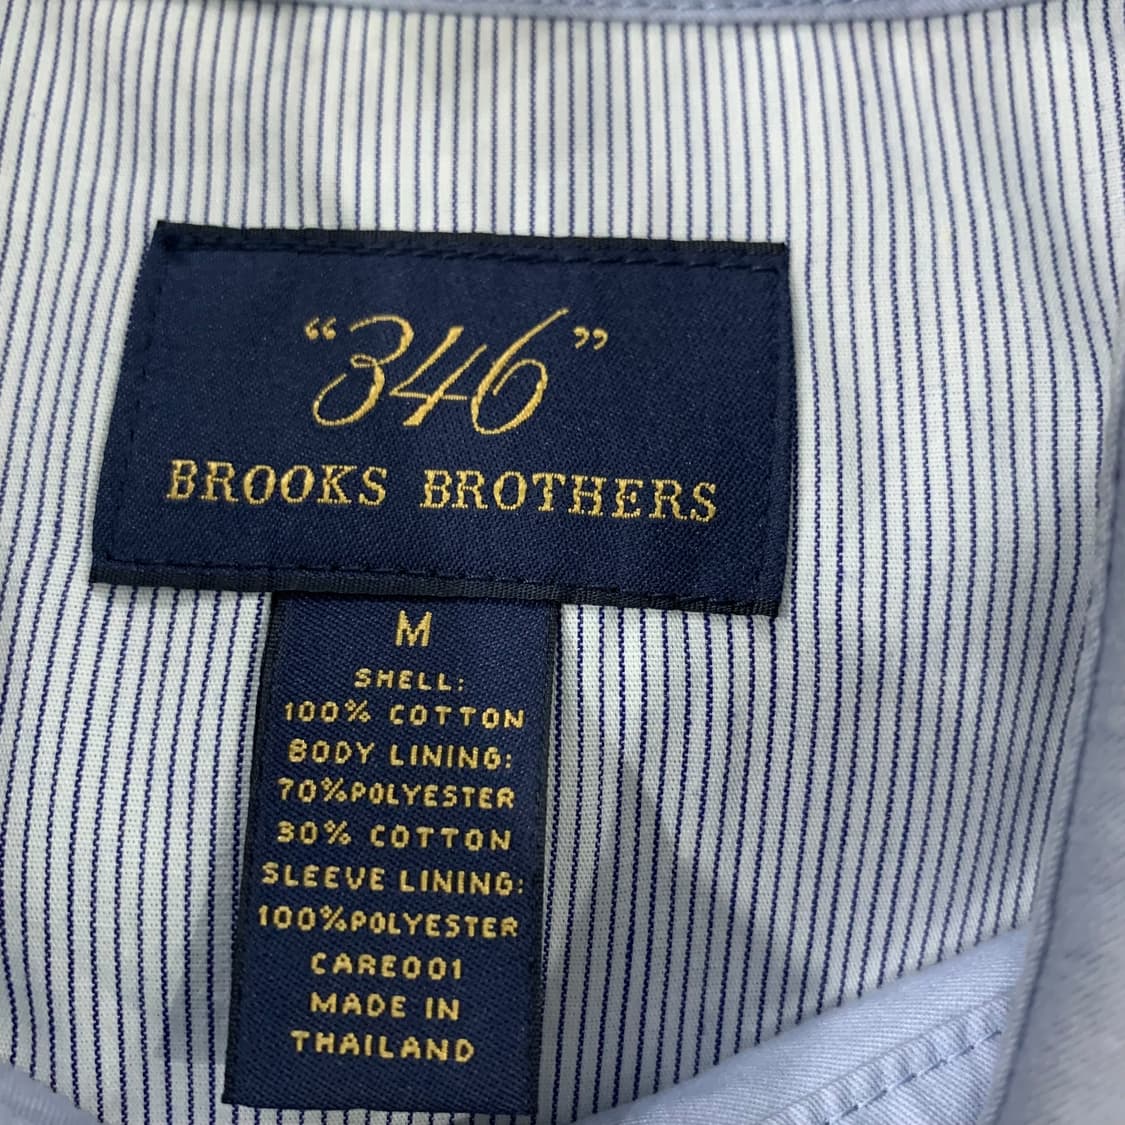 “346”
BROOKS BROTHERS
M
SHELL:
100% COTTON
BODY LINING:
70%POLYESTER
30% COTTON
SLEEVE LINING:
100%POLYESTER
CARE001
MADE IN
THAILAND